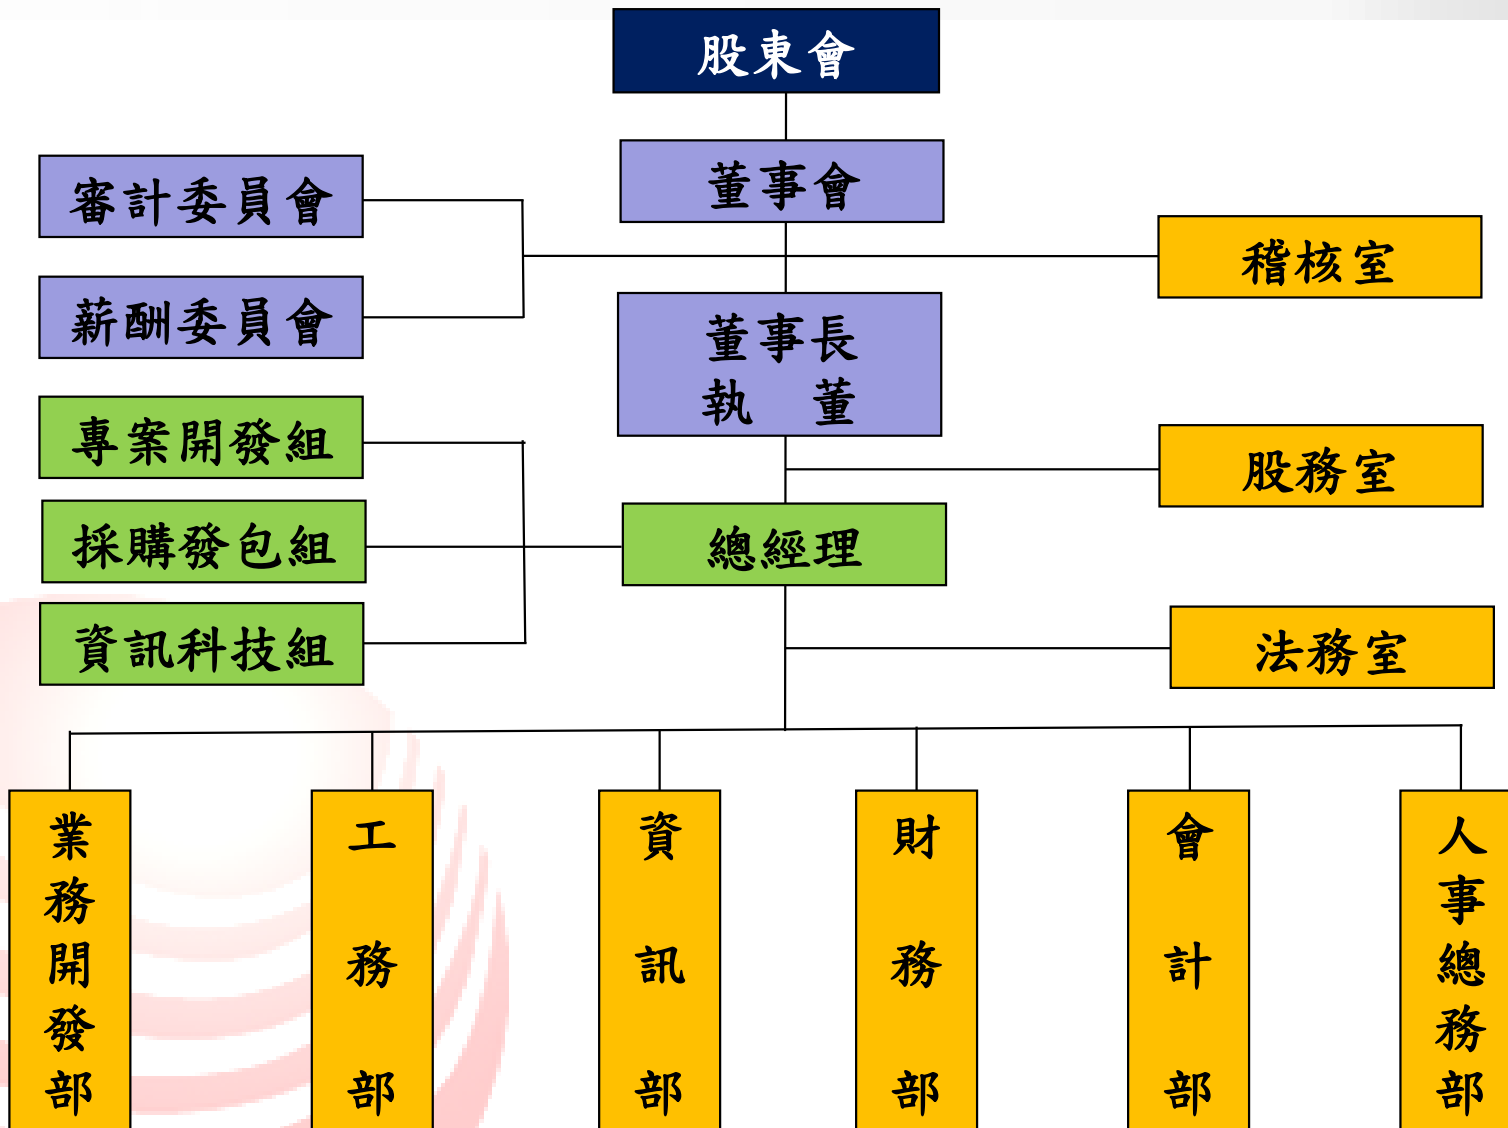 股東會
董事會
審計委員會
薪酬委員會
稽核室
董事長
執 董
專案開發組
採購發包組
資訊科技組
股務室
總經理
法務室
業務開發部
工務部
資訊部
財務部
會計部
人事總務部